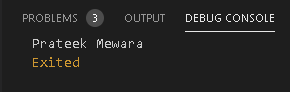 PROBLEMS 3 OUTPUT DEBUG CONSOLE
Prateek Mewara
Exited